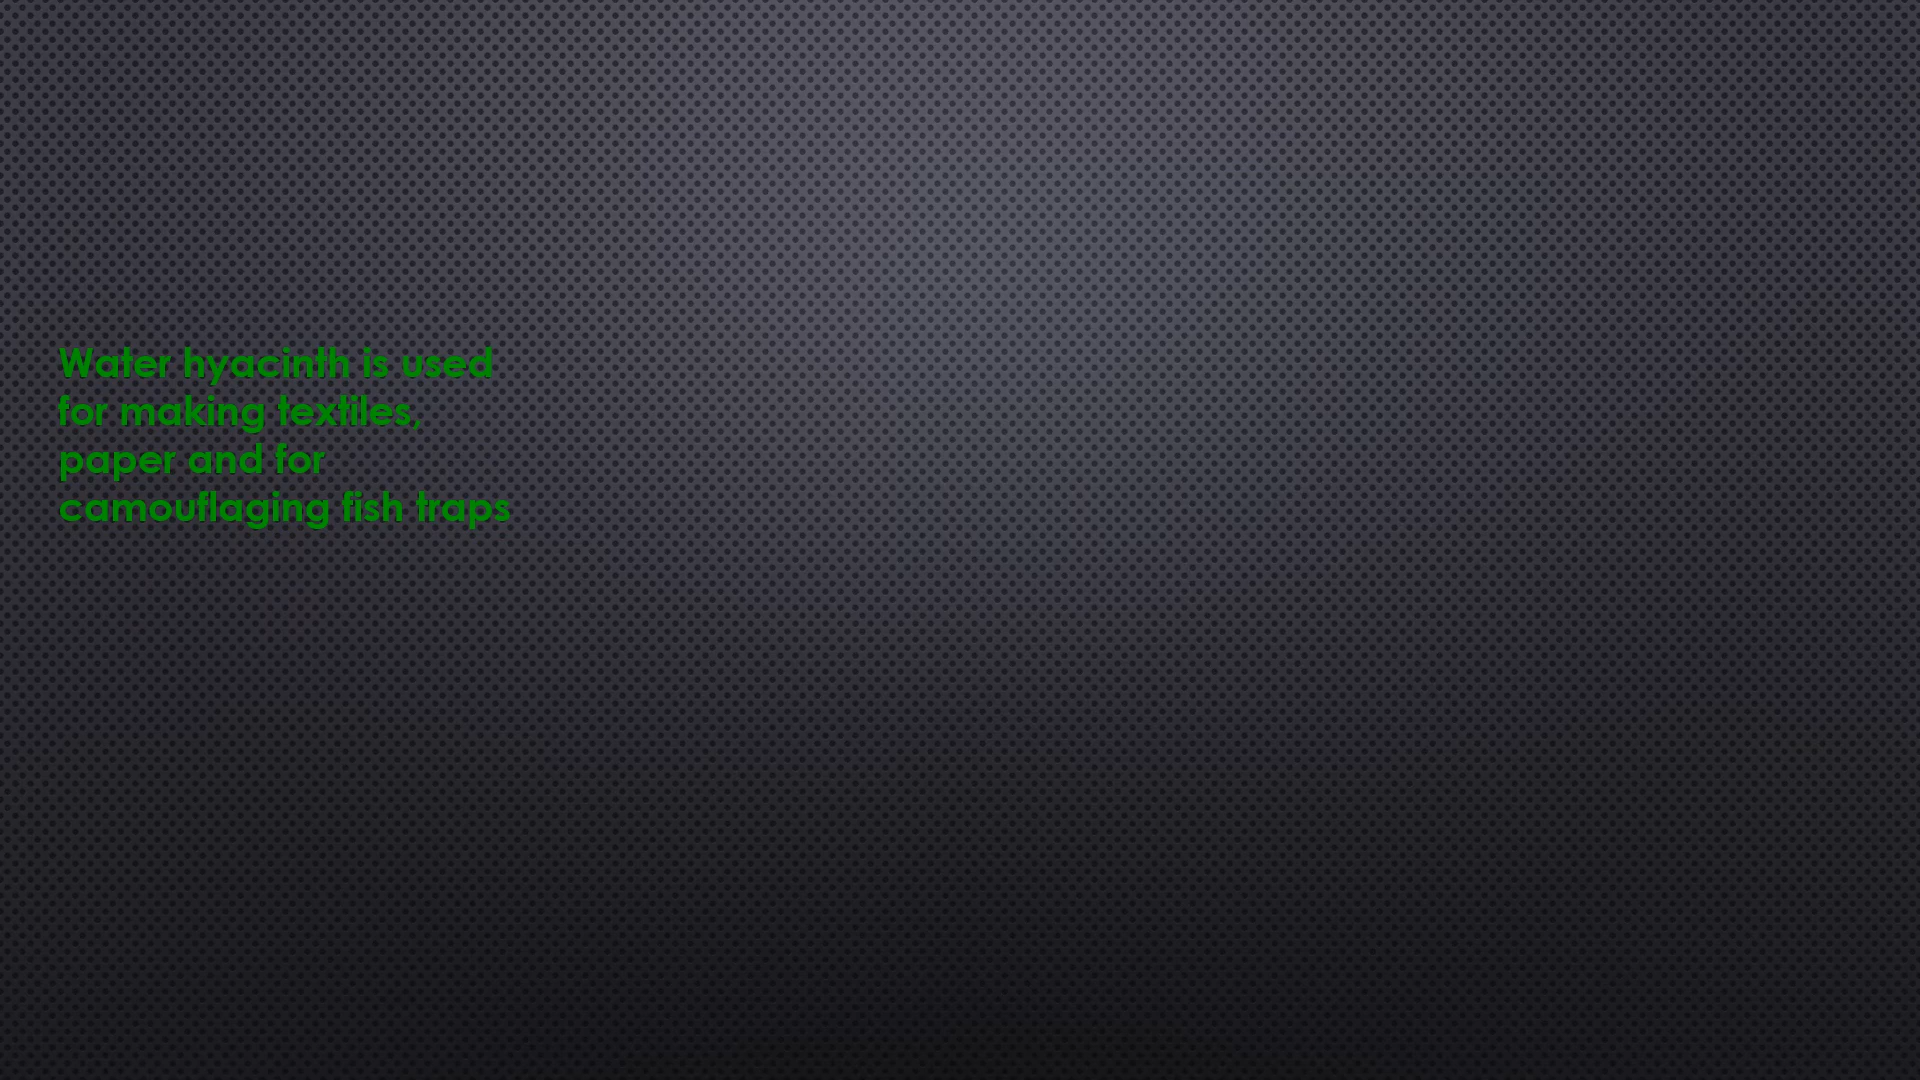 Water hyacinth is used
for making textiles,
paper and for
camouflaging fish traps